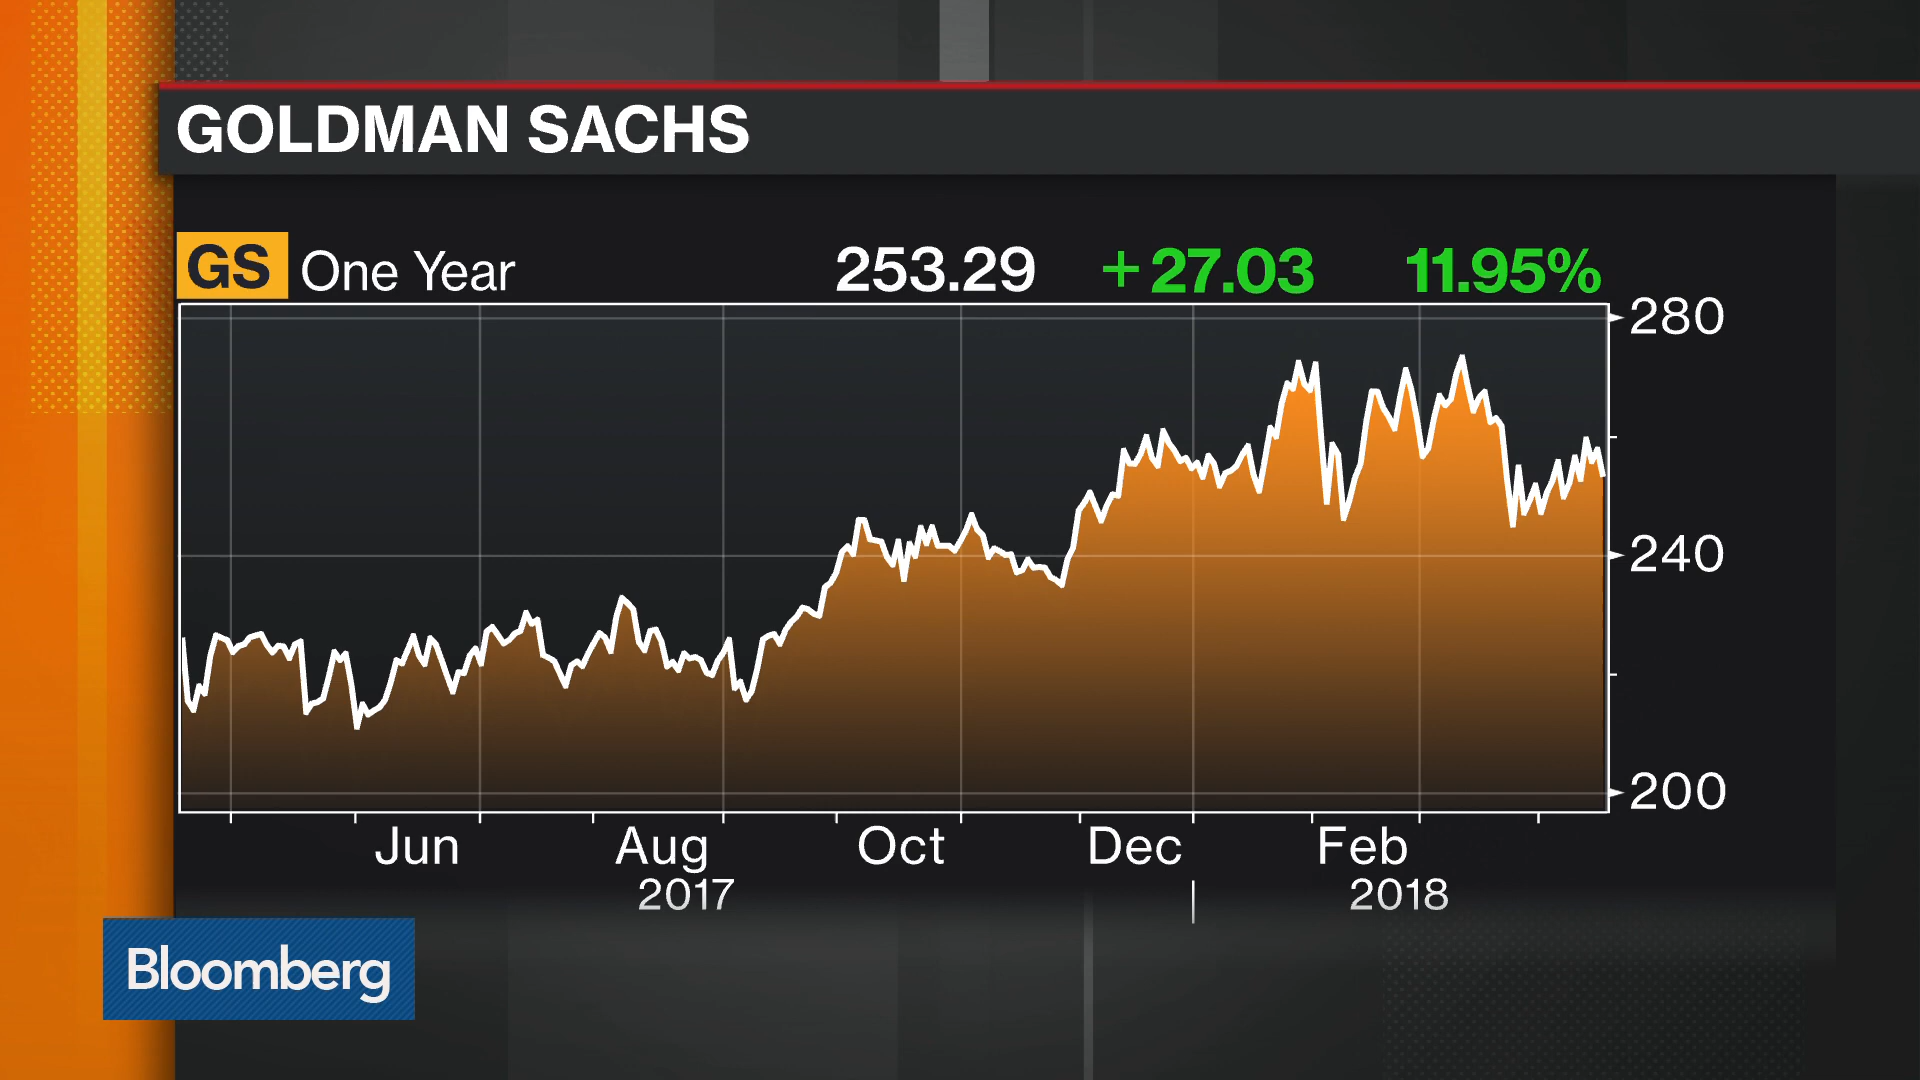 GOLDMAN SACHS
GS One Year 253.29 +27.03 11.95%
280
240
200
Jun Aug Oct Dec Feb
2017 2018
Bloomberg